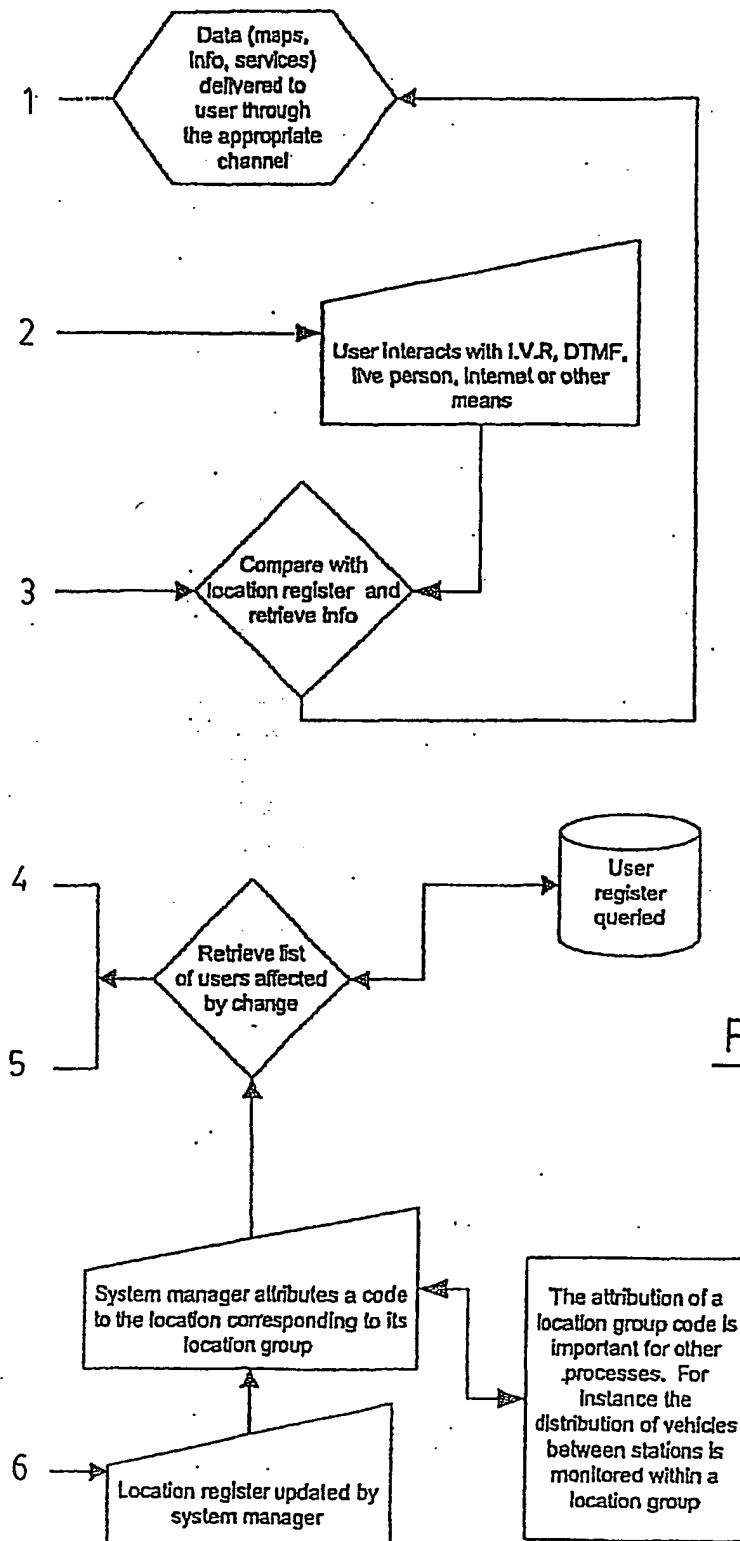 Data (maps,
info, services)
delivered to
user through
the appropriate
channel
1
2
User interacts with I.V.R, DTMF,
live person, Internet or other
means
3
Compare with
location register and
retrieve info
4
User
register
queried
Retrieve list
of users affected
by change
5
F
System manager attributes a code
to the location corresponding to its
location group
The attribution of a
location group code is
important for other
processes. For
instance the
distribution of vehicles
between stations is
monitored within a
location group
6
Location register updated by
system manager